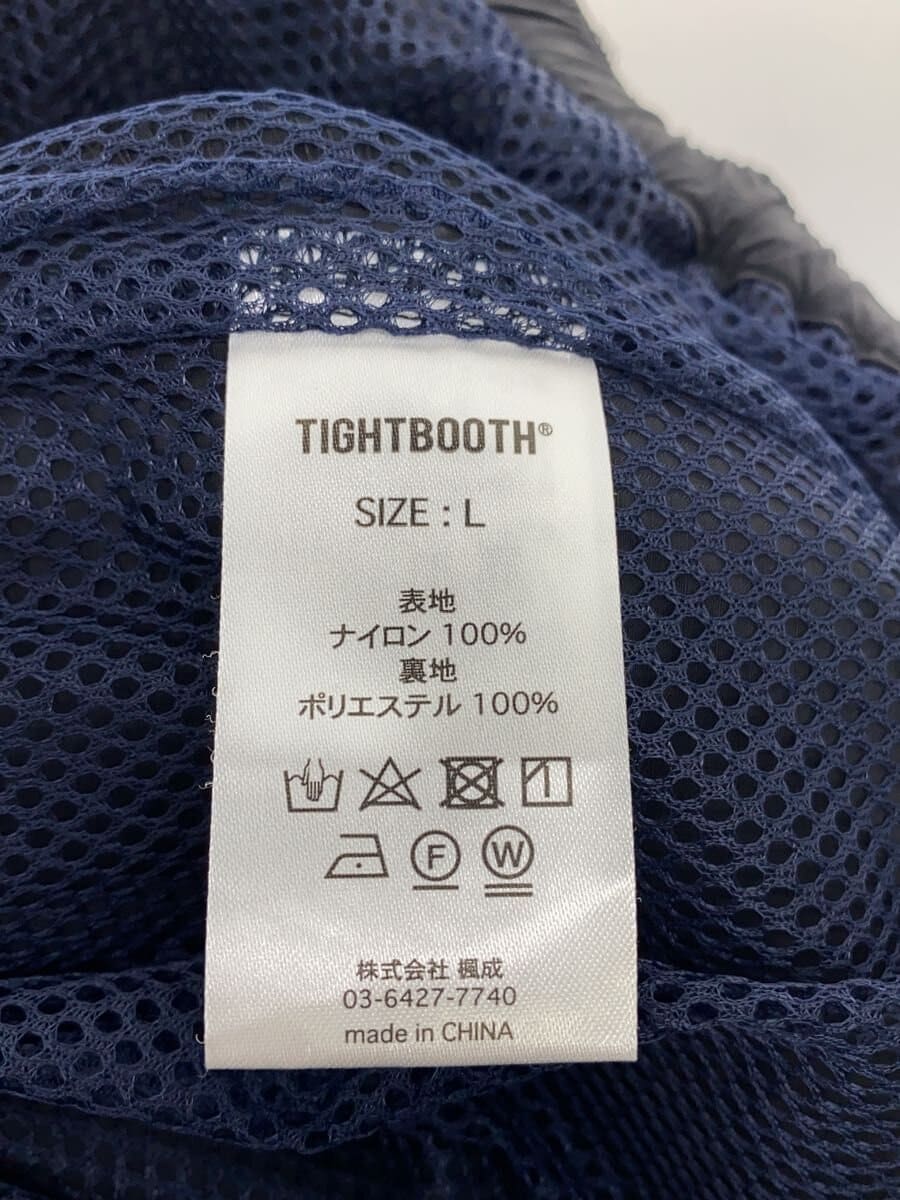 TIGHTBOOTH®
SIZE : L
表地
ナイロン 100%
裏地
ポリエステル 100%
F W
株式会社 楓成
03-6427-7740
made in CHINA